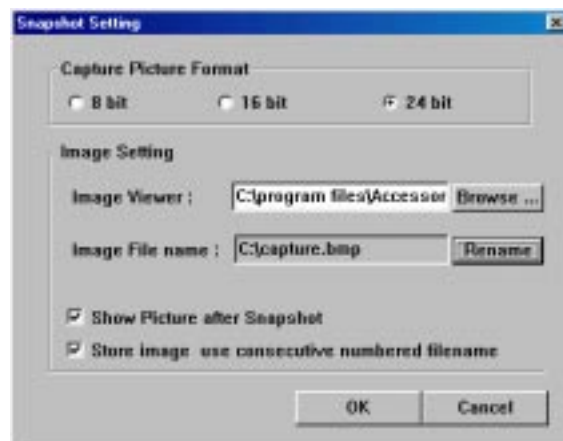 Snapshot Setting
Capture Picture Format
8 bit 16 bit 24 bit
Image Setting
Image Viewer : C:\program files\Accessor Browse ...
Image File name : C:\capture.bmp Rename
Show Picture after Snapshot
Store image use consecutive numbered filename
OK Cancel